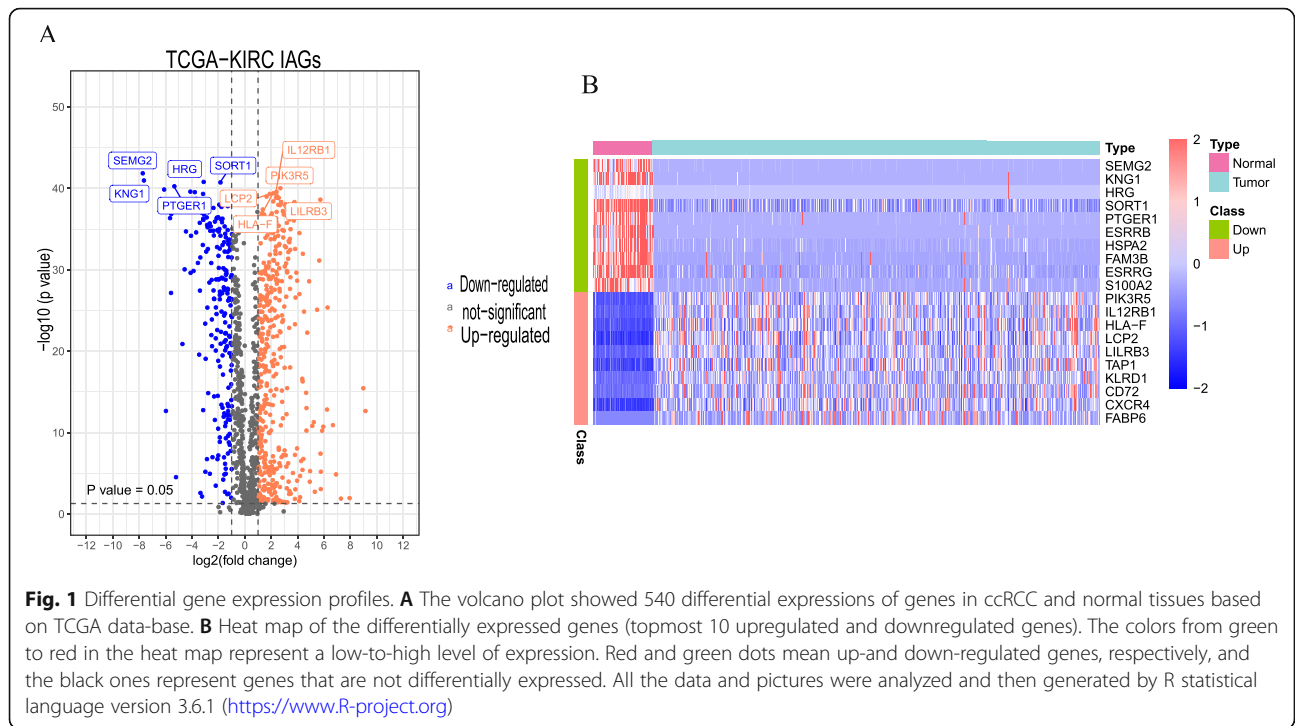 A
TCGA−KIRC IAGs
50
40
30
20
10
0
−log10 (p value)
SEMG2
HRG
SORT1
KNG1
PTGER1
IL12RB1
PIK3R5
LCP2
LILRB3
HLA−F
P value = 0.05
−12 −10 −8 −6 −4 −2 0 2 4 6 8 10 12
log2(fold change)
a Down-regulated
a not-significant
a Up-regulated
B
Type
SEMG2
KNG1
HRG
SORT1
PTGER1
ESRRB
HSPA2
FAM3B
ESRRG
S100A2
PIK3R5
IL12RB1
HLA−F
LCP2
LILRB3
TAP1
KLRD1
CD72
CXCR4
FABP6
Class
2
1
0
−1
−2
Type
Normal
Tumor
Class
Down
Up
Fig. 1 Differential gene expression profiles. A The volcano plot showed 540 differential expressions of genes in ccRCC and normal tissues based
on TCGA data-base. B Heat map of the differentially expressed genes (topmost 10 upregulated and downregulated genes). The colors from green
to red in the heat map represent a low-to-high level of expression. Red and green dots mean up-and down-regulated genes, respectively, and
the black ones represent genes that are not differentially expressed. All the data and pictures were analyzed and then generated by R statistical
language version 3.6.1 (https://www.R-project.org)